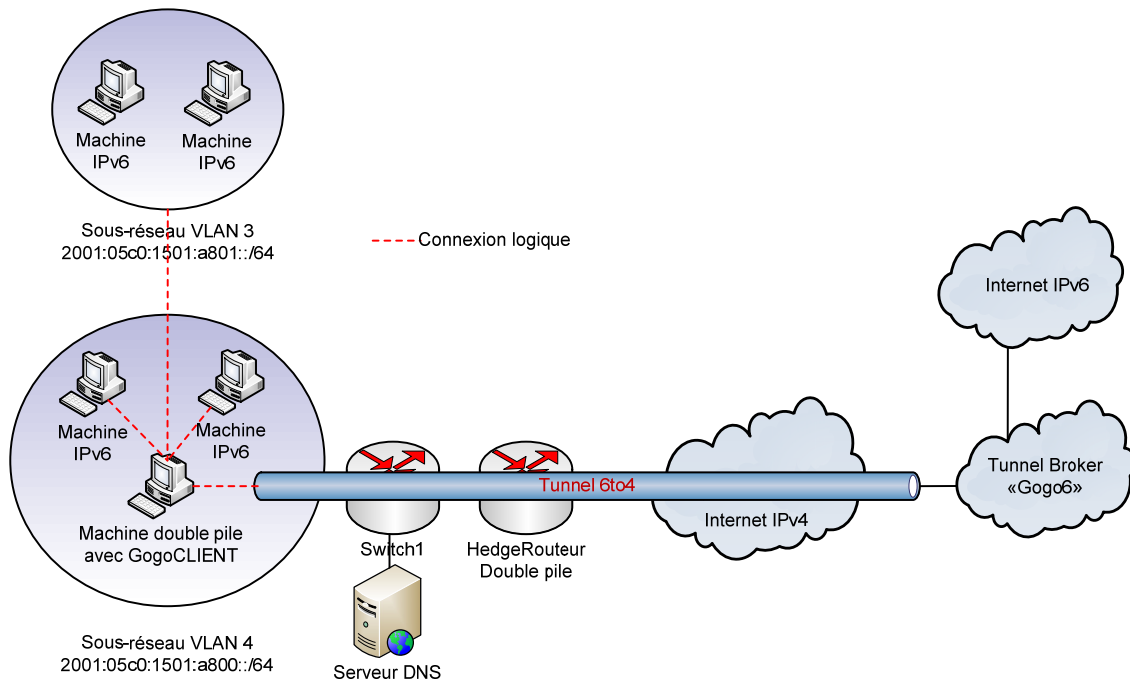 Machine
IPv6
Machine
IPv6
Sous-réseau VLAN 3
2001:05c0:1501:a801::/64
Connexion logique
Internet IPv6
Machine
IPv6
Machine
IPv6
Machine double pile
avec GogoCLIENT
Tunnel 6to4
Switch1
HedgeRouteur
Double pile
Internet IPv4
Tunnel Broker
«Gogo6»
Serveur DNS
Sous-réseau VLAN 4
2001:05c0:1501:a800::/64